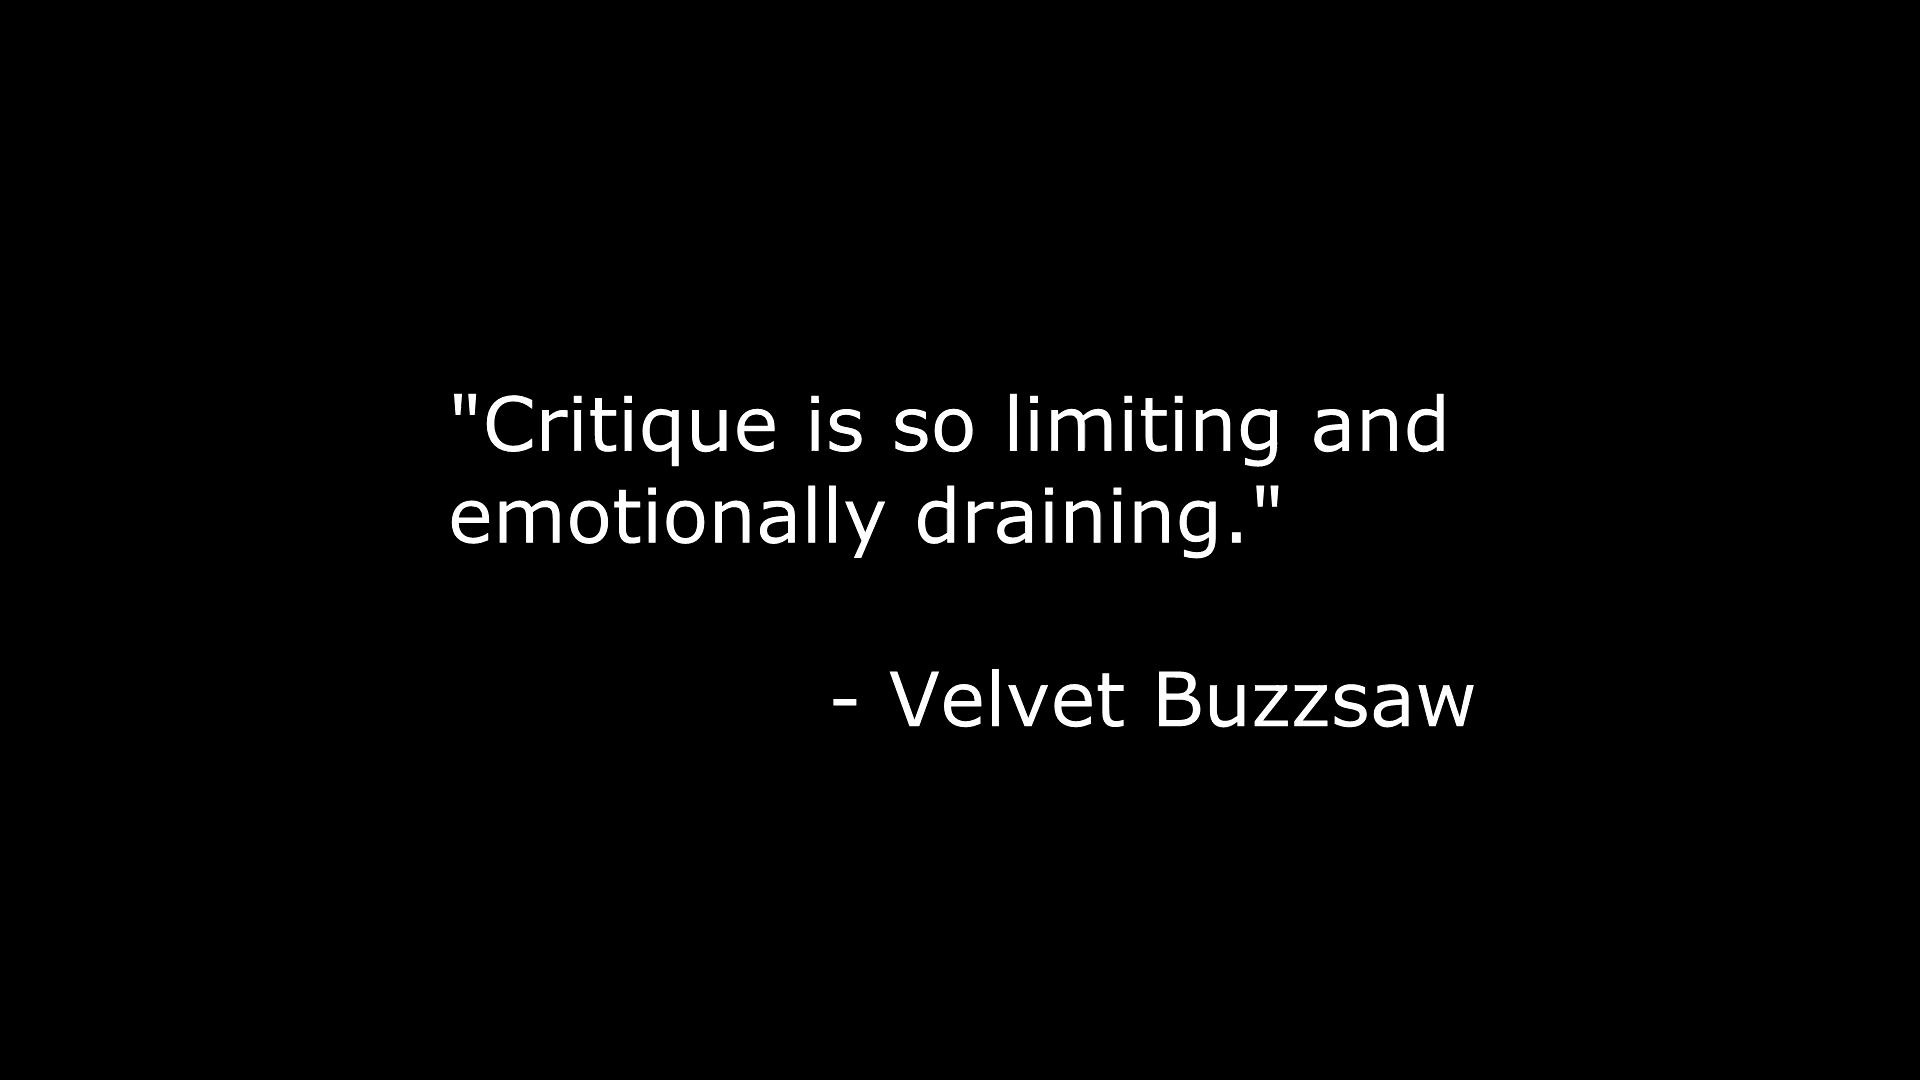 "Critique is so limiting and
emotionally draining."
- Velvet Buzzsaw